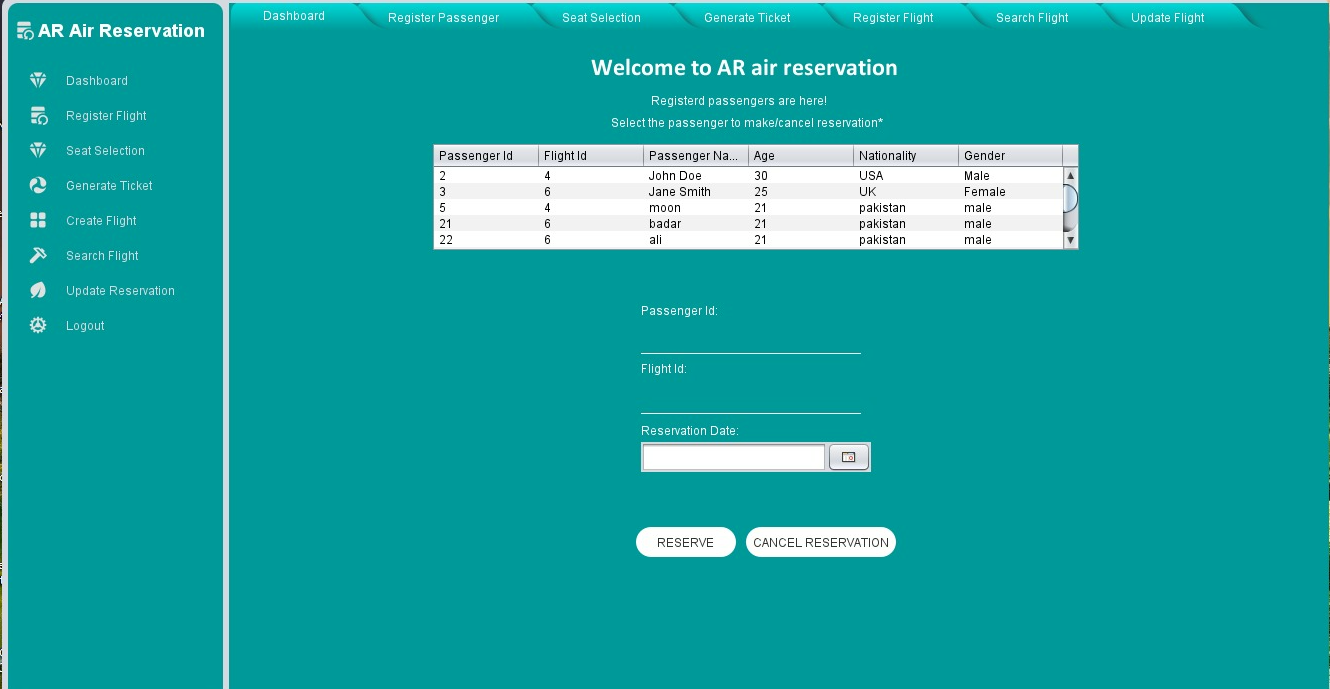 AR Air Reservation
Dashboard
Register Flight
Seat Selection
Generate Ticket
Create Flight
Search Flight
Update Reservation
Logout
Dashboard Register Passenger Seat Selection Generate Ticket Register Flight Search Flight Update Flight
Welcome to AR air reservation
Registerd passengers are here!
Select the passenger to make/cancel reservation*
Passenger Id Flight Id Passenger Na... Age Nationality Gender
2 4 John Doe 30 USA Male
3 6 Jane Smith 25 UK Female
5 4 moon 21 pakistan male
21 6 badar 21 pakistan male
22 6 ali 21 pakistan male
Passenger Id:
Flight Id:
Reservation Date:
RESERVE CANCEL RESERVATION